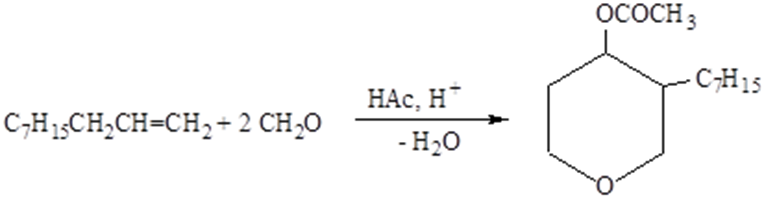 OCOCH₃
C₇H₁₅
C₇H₁₅CH₂CH=CH₂ + 2 CH₂O
HAc, H⁺
- H₂O
O